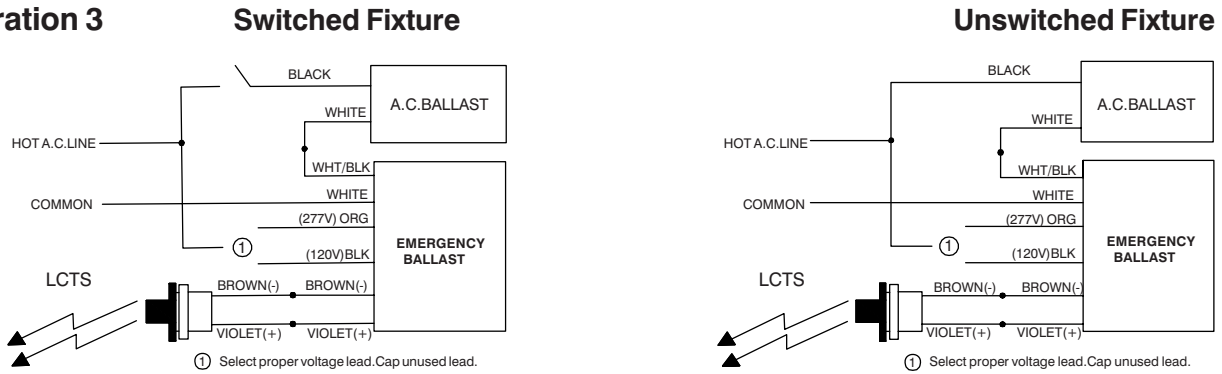 ration 3
Switched Fixture
BLACK
A.C.BALLAST
WHITE
HOT A.C.LINE
WHT/BLK
WHITE
COMMON
(277V) ORG
1
EMERGENCY
BALLAST
(120V)BLK
LCTS
BROWN(-) BROWN(-)
VIOLET(+) VIOLET(+)
1 Select proper voltage lead.Cap unused lead.
Unswitched Fixture
BLACK
A.C.BALLAST
WHITE
HOT A.C.LINE
WHT/BLK
WHITE
COMMON
(277V) ORG
1
EMERGENCY
BALLAST
(120V)BLK
LCTS
BROWN(-) BROWN(-)
VIOLET(+) VIOLET(+)
1 Select proper voltage lead.Cap unused lead.